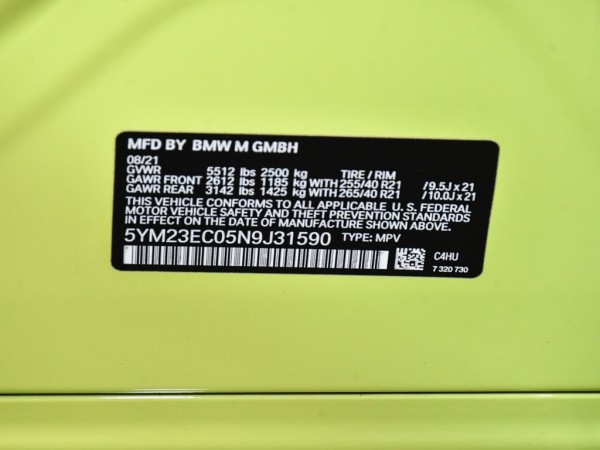 MFD BY BMW M GMBH
08/21
GVWR 5512 lbs 2500 kg TIRE / RIM
GAWR FRONT 2612 lbs 1185 kg WITH 255/40 R21 /9.5J x 21
GAWR REAR 3142 lbs 1425 kg WITH 265/40 R21 /10.0J x 21
THIS VEHICLE CONFORMS TO ALL APPLICABLE U. S. FEDERAL
MOTOR VEHICLE SAFETY AND THEFT PREVENTION STANDARDS
IN EFFECT ON THE DATE OF MANUFACTURE SHOWN ABOVE.
5YM23EC05N9J31590 TYPE: MPV
C4HU
7 320 730